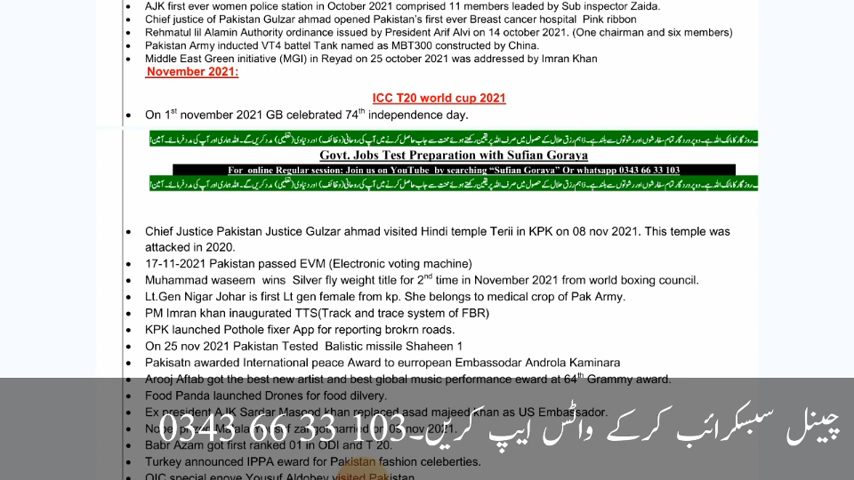 AJK first ever women police station in October 2021 comprised 11 members leaded by Sub inspector Zaida.
Chief justice of Pakistan Gulzar ahmad opened Pakistan's first ever Breast cancer hospital Pink ribbon
Rehmatul lil Alamin Authority ordinance issued by President Arif Alvi on 14 october 2021. (One chairman and six members)
Pakistan Army inducted VT4 battel Tank named as MBT300 constructed by China.
Middle East Green initiative (MGI) in Reyad on 25 october 2021 was addressed by Imran Khan
November 2021:
ICC T20 world cup 2021
On 1st november 2021 GB celebrated 74th independence day.
Govt. Jobs Test Preparation with Sufian Goraya
For online Regular session: Join us on YouTube by searching "Sufian Goraya" Or whatsapp 0343 66 33 103
Chief Justice Pakistan Justice Gulzar ahmad visited Hindi temple Terii in KPK on 08 nov 2021. This temple was
attacked in 2020.
17-11-2021 Pakistan passed EVM (Electronic voting machine)
Muhammad waseem wins Silver fly weight title for 2nd time in November 2021 from world boxing council.
Lt.Gen Nigar Johar is first Lt gen female from kp. She belongs to medical crop of Pak Army.
PM Imran khan inaugurated TTS(Track and trace system of FBR)
KPK launched Pothole fixer App for reporting brokrn roads.
On 25 nov 2021 Pakistan Tested Balistic missile Shaheen 1
Pakisatn awarded International peace Award to eurropean Embassodar Androla Kaminara
Arooj Aftab got the best new artist and best global music performance eward at 64th Grammy award.
Food Panda launched Drones for food dilvery.
Ex president AJK Sardar Masood khan replaced asad majeed khan as US Embassador.
چینل سبسکرائب کرکے واٹس ایپ کریں۔ 0343 66 33 103
Babr Azam got first ranked 01 in ODI and T 20.
Turkey announced IPPA eward for Pakistan fashion celeberties.
OIC special enove Yousuf Aldobey visited Pakistan